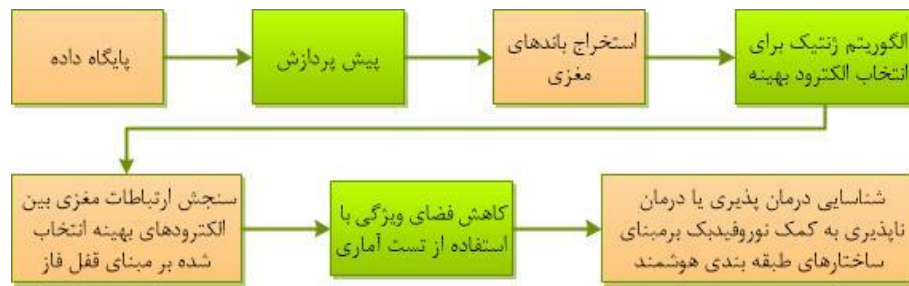 پایگاه داده
پیش پردازش
استخراج باندهای
مغزی
الگوریتم ژنتیک برای
انتخاب الکترود بهینه
سنجش ارتباطات مغزی بین
الکترودهای بهینه انتخاب
شده بر مبنای قفل فاز
کاهش فضای ویژگی با
استفاده از تست آماری
شناسایی درمان پذیری یا درمان
ناپذیری به کمک نوروفیدبک برمبنای
ساختارهای طبقه بندی هوشمند